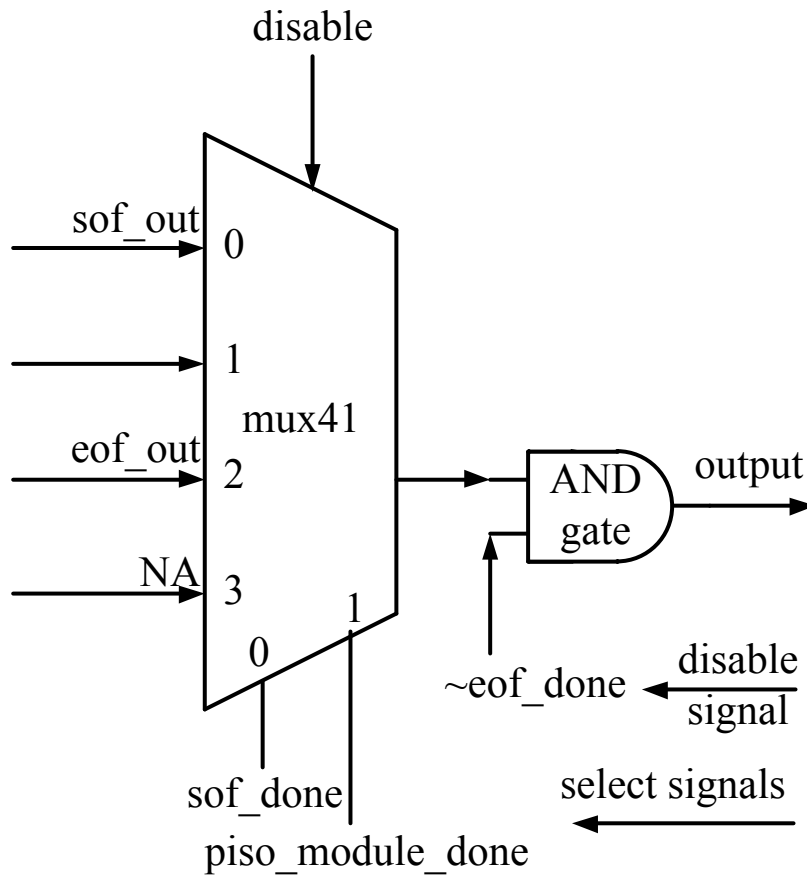 disable
sof_out
0
1
mux41
eof_out
2
NA
3
0
1
AND
gate
output
~eof_done
disable
signal
sof_done
select signals
piso_module_done